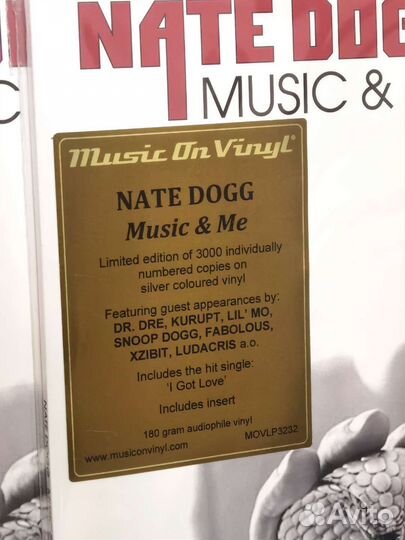 NATE DOG
MUSIC &
C
Music On Vinyl®
NATE DOGG
Music & Me
Limited edition of 3000 individually
numbered copies on
silver coloured vinyl
Featuring guest appearances by:
DR. DRE, KURUPT, LIL' MO,
SNOOP DOGG, FABOLOUS,
XZIBIT, LUDACRIS a.o.
Includes the hit single:
'I Got Love'
Includes insert
180 gram audiophile vinyl
www.musiconvinyl.com
MOVLP3232
Avito